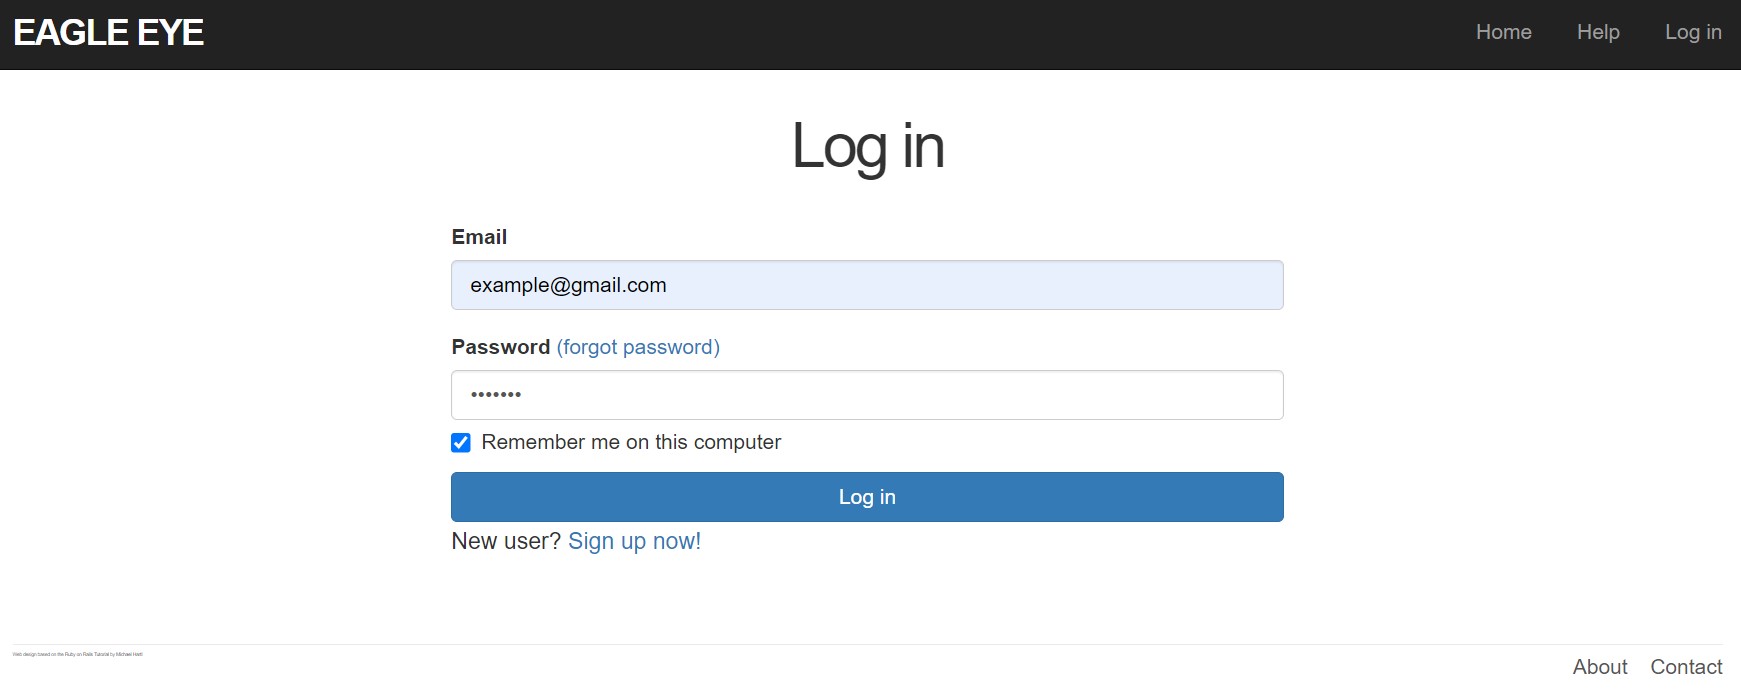 EAGLE EYE
Home Help Log in
Log in
Email
example@gmail.com
Password (forgot password)
•••••••
Remember me on this computer
Log in
New user? Sign up now!
Web design based on the Ruby on Rails Tutorial by Michael Hartl
About Contact